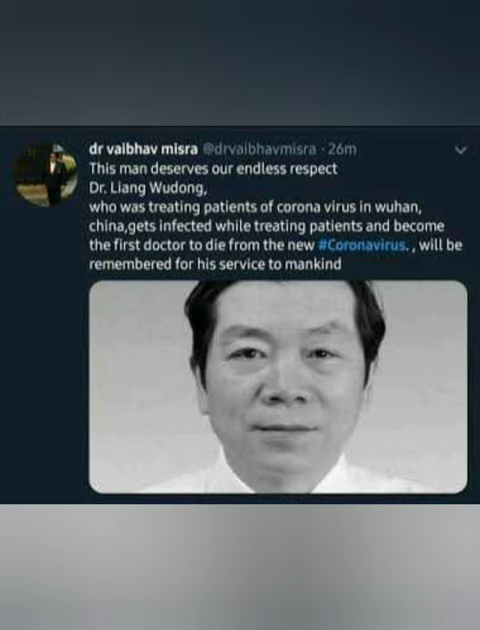 dr vaibhav misra @drvaibhavmisra · 26m
This man deserves our endless respect
Dr. Liang Wudong,
who was treating patients of corona virus in wuhan,
china,gets infected while treating patients and become
the first doctor to die from the new #Coronavirus. , will be
remembered for his service to mankind